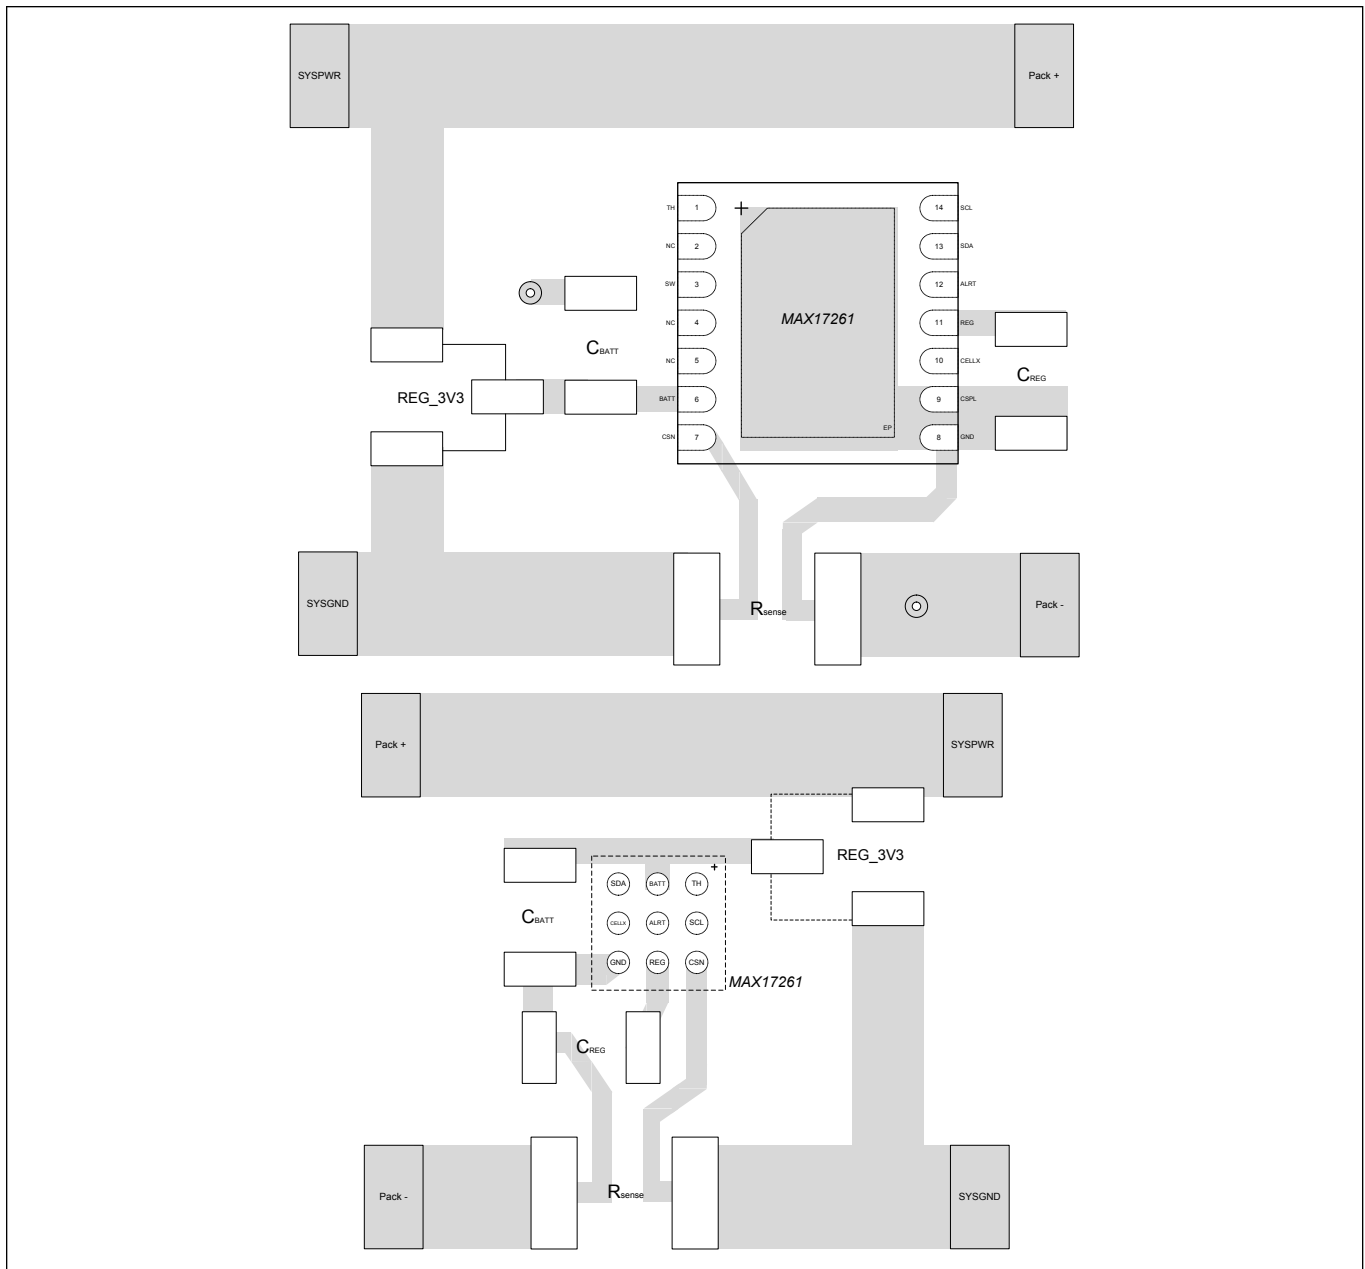 SYSPWR
Pack +
TH 1
14 SCL
NC 2
13 SDA
SW 3
12 ALRT
MAX17261
NC 4
11 REG
CBATT
NC 5
10 CELLX
CREG
REG_3V3
BATT 6
9 CSPL
EP
CSN 7
8 GND
SYSGND
Rsense
Pack -
Pack +
SYSPWR
REG_3V3
SDA BATT TH
CBATT
CELLX ALRT SCL
GND REG CSN
MAX17261
CREG
Pack -
Rsense
SYSGND